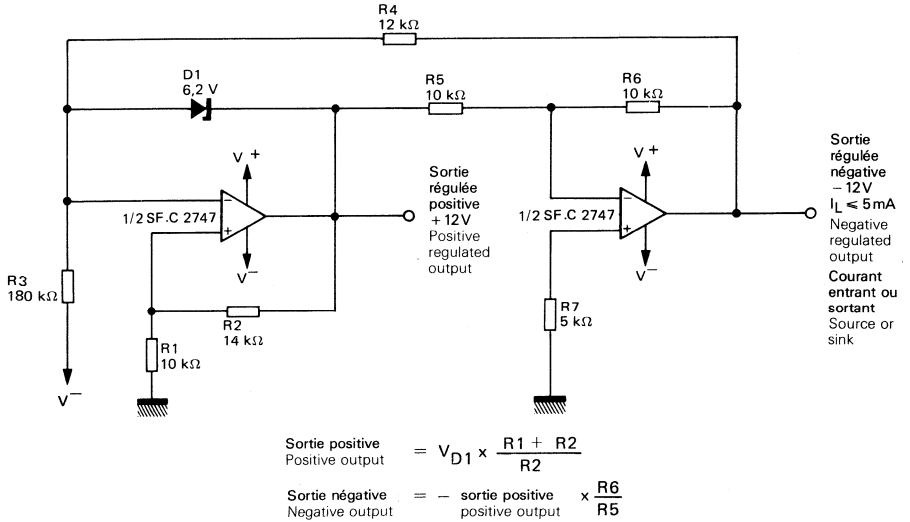 R4
12 kΩ
D1
6,2 V
R5
10 kΩ
R6
10 kΩ
V+
−
1/2 SF.C 2747
+
V−
Sortie
régulée
positive
+ 12 V
Positive
regulated
output
V+
−
1/2 SF.C 2747
+
V−
Sortie
régulée
négative
− 12 V
IL ⩽ 5 mA
Negative
regulated
output
Courant
entrant ou
sortant
Source or
sink
R3
180 kΩ
V−
R2
14 kΩ
R1
10 kΩ
R7
5 kΩ
Sortie positive = VD1 x R1 + R2
Positive output R2
Sortie négative = − sortie positive x R6
Negative output positive output R5